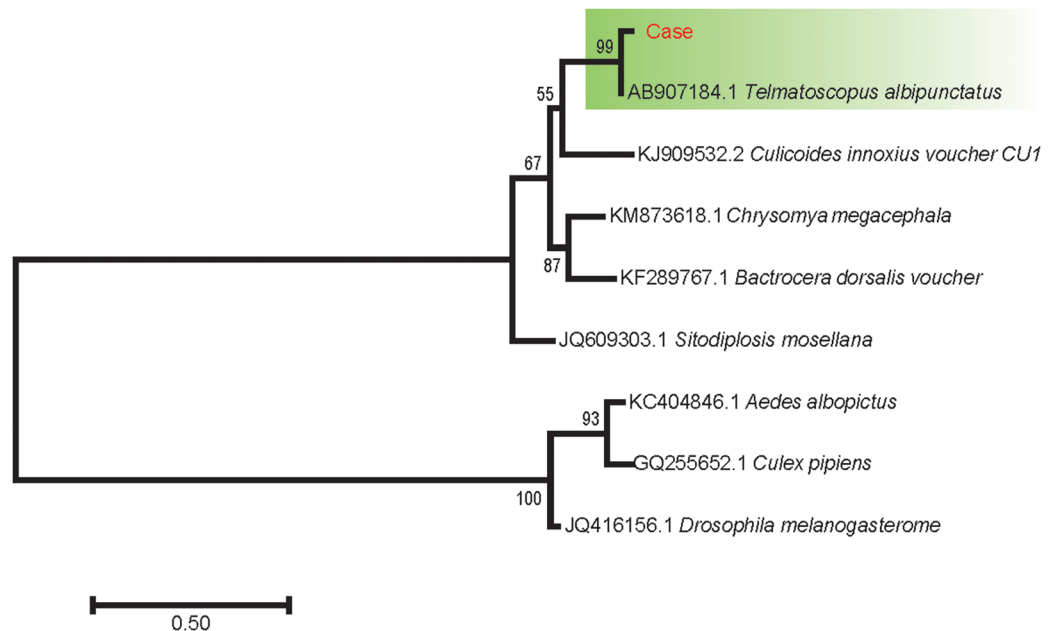 Case
99
AB907184.1 Telmatoscopus albipunctatus
55
KJ909532.2 Culicoides innoxius voucher CU1
67
KM873618.1 Chrysomya megacephala
87
KF289767.1 Bactrocera dorsalis voucher
JQ609303.1 Sitodiplosis mosellana
KC404846.1 Aedes albopictus
93
GQ255652.1 Culex pipiens
100
JQ416156.1 Drosophila melanogasterome
0.50